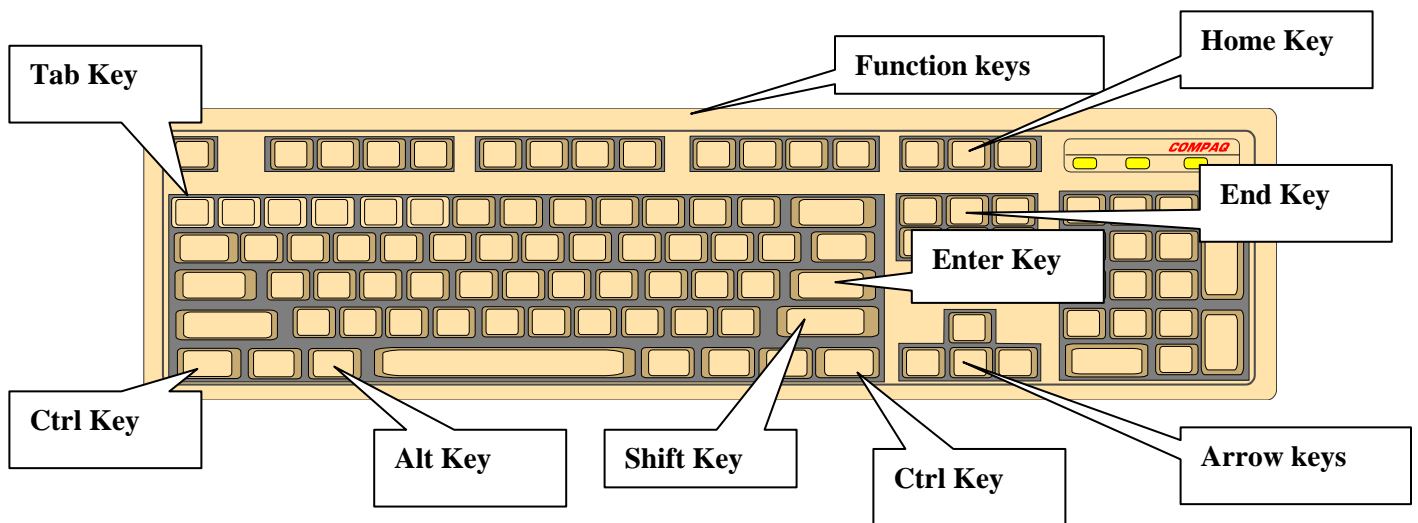 Home Key
Function keys
Tab Key
COMPAQ
End Key
Enter Key
Ctrl Key
Alt Key
Shift Key
Ctrl Key
Arrow keys